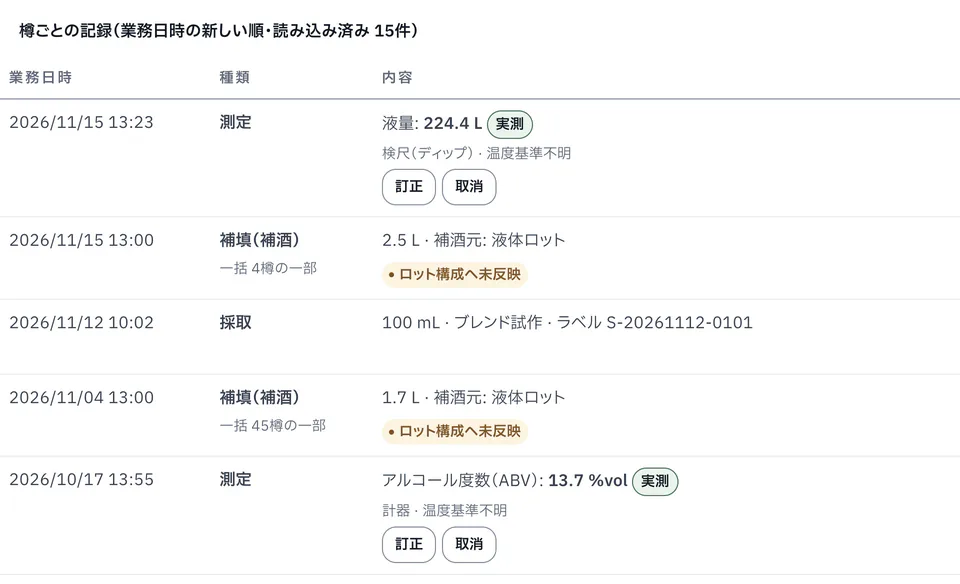 樽ごとの記録（業務日時の新しい順・読み込み済み 15件）
業務日時 種類 内容
2026/11/15 13:23 測定 液量: 224.4 L 実測
検尺（ディップ）· 温度基準不明
訂正 取消
2026/11/15 13:00 補填（補酒） 2.5 L · 補酒元: 液体ロット
一括 4樽の一部
• ロット構成へ未反映
2026/11/12 10:02 採取 100 mL · ブレンド試作 · ラベル S-20261112-0101
2026/11/04 13:00 補填（補酒） 1.7 L · 補酒元: 液体ロット
一括 45樽の一部
• ロット構成へ未反映
2026/10/17 13:55 測定 アルコール度数（ABV）: 13.7 %vol 実測
計器 · 温度基準不明
訂正 取消